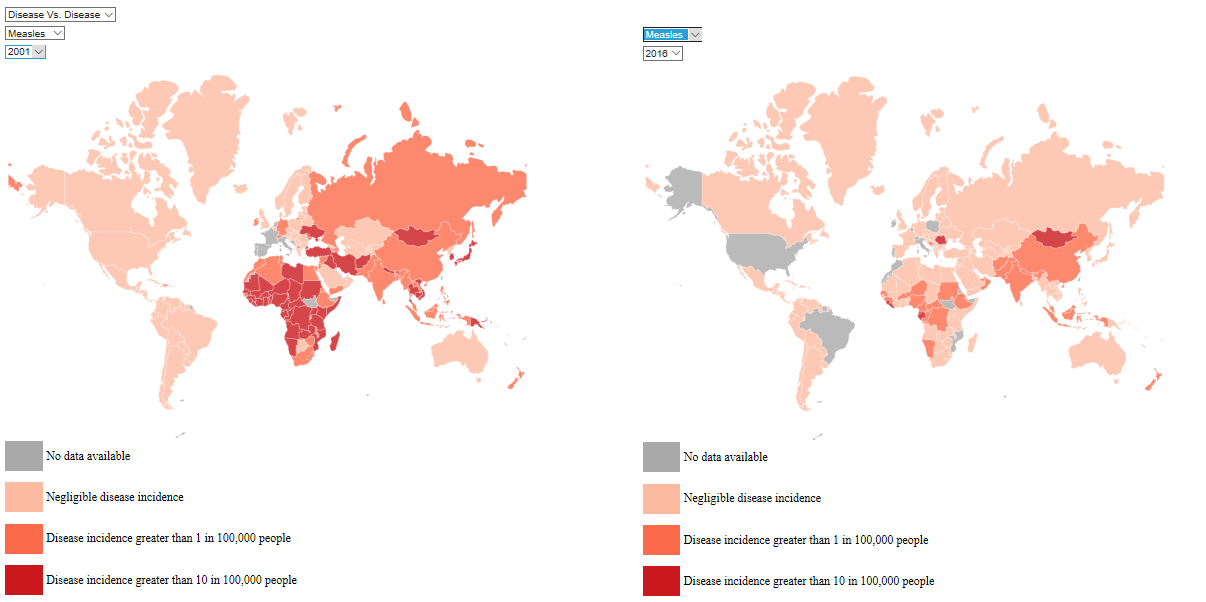 Disease Vs. Disease
Measles
2001
No data available
Negligible disease incidence
Disease incidence greater than 1 in 100,000 people
Disease incidence greater than 10 in 100,000 people
Measles
2016
No data available
Negligible disease incidence
Disease incidence greater than 1 in 100,000 people
Disease incidence greater than 10 in 100,000 people